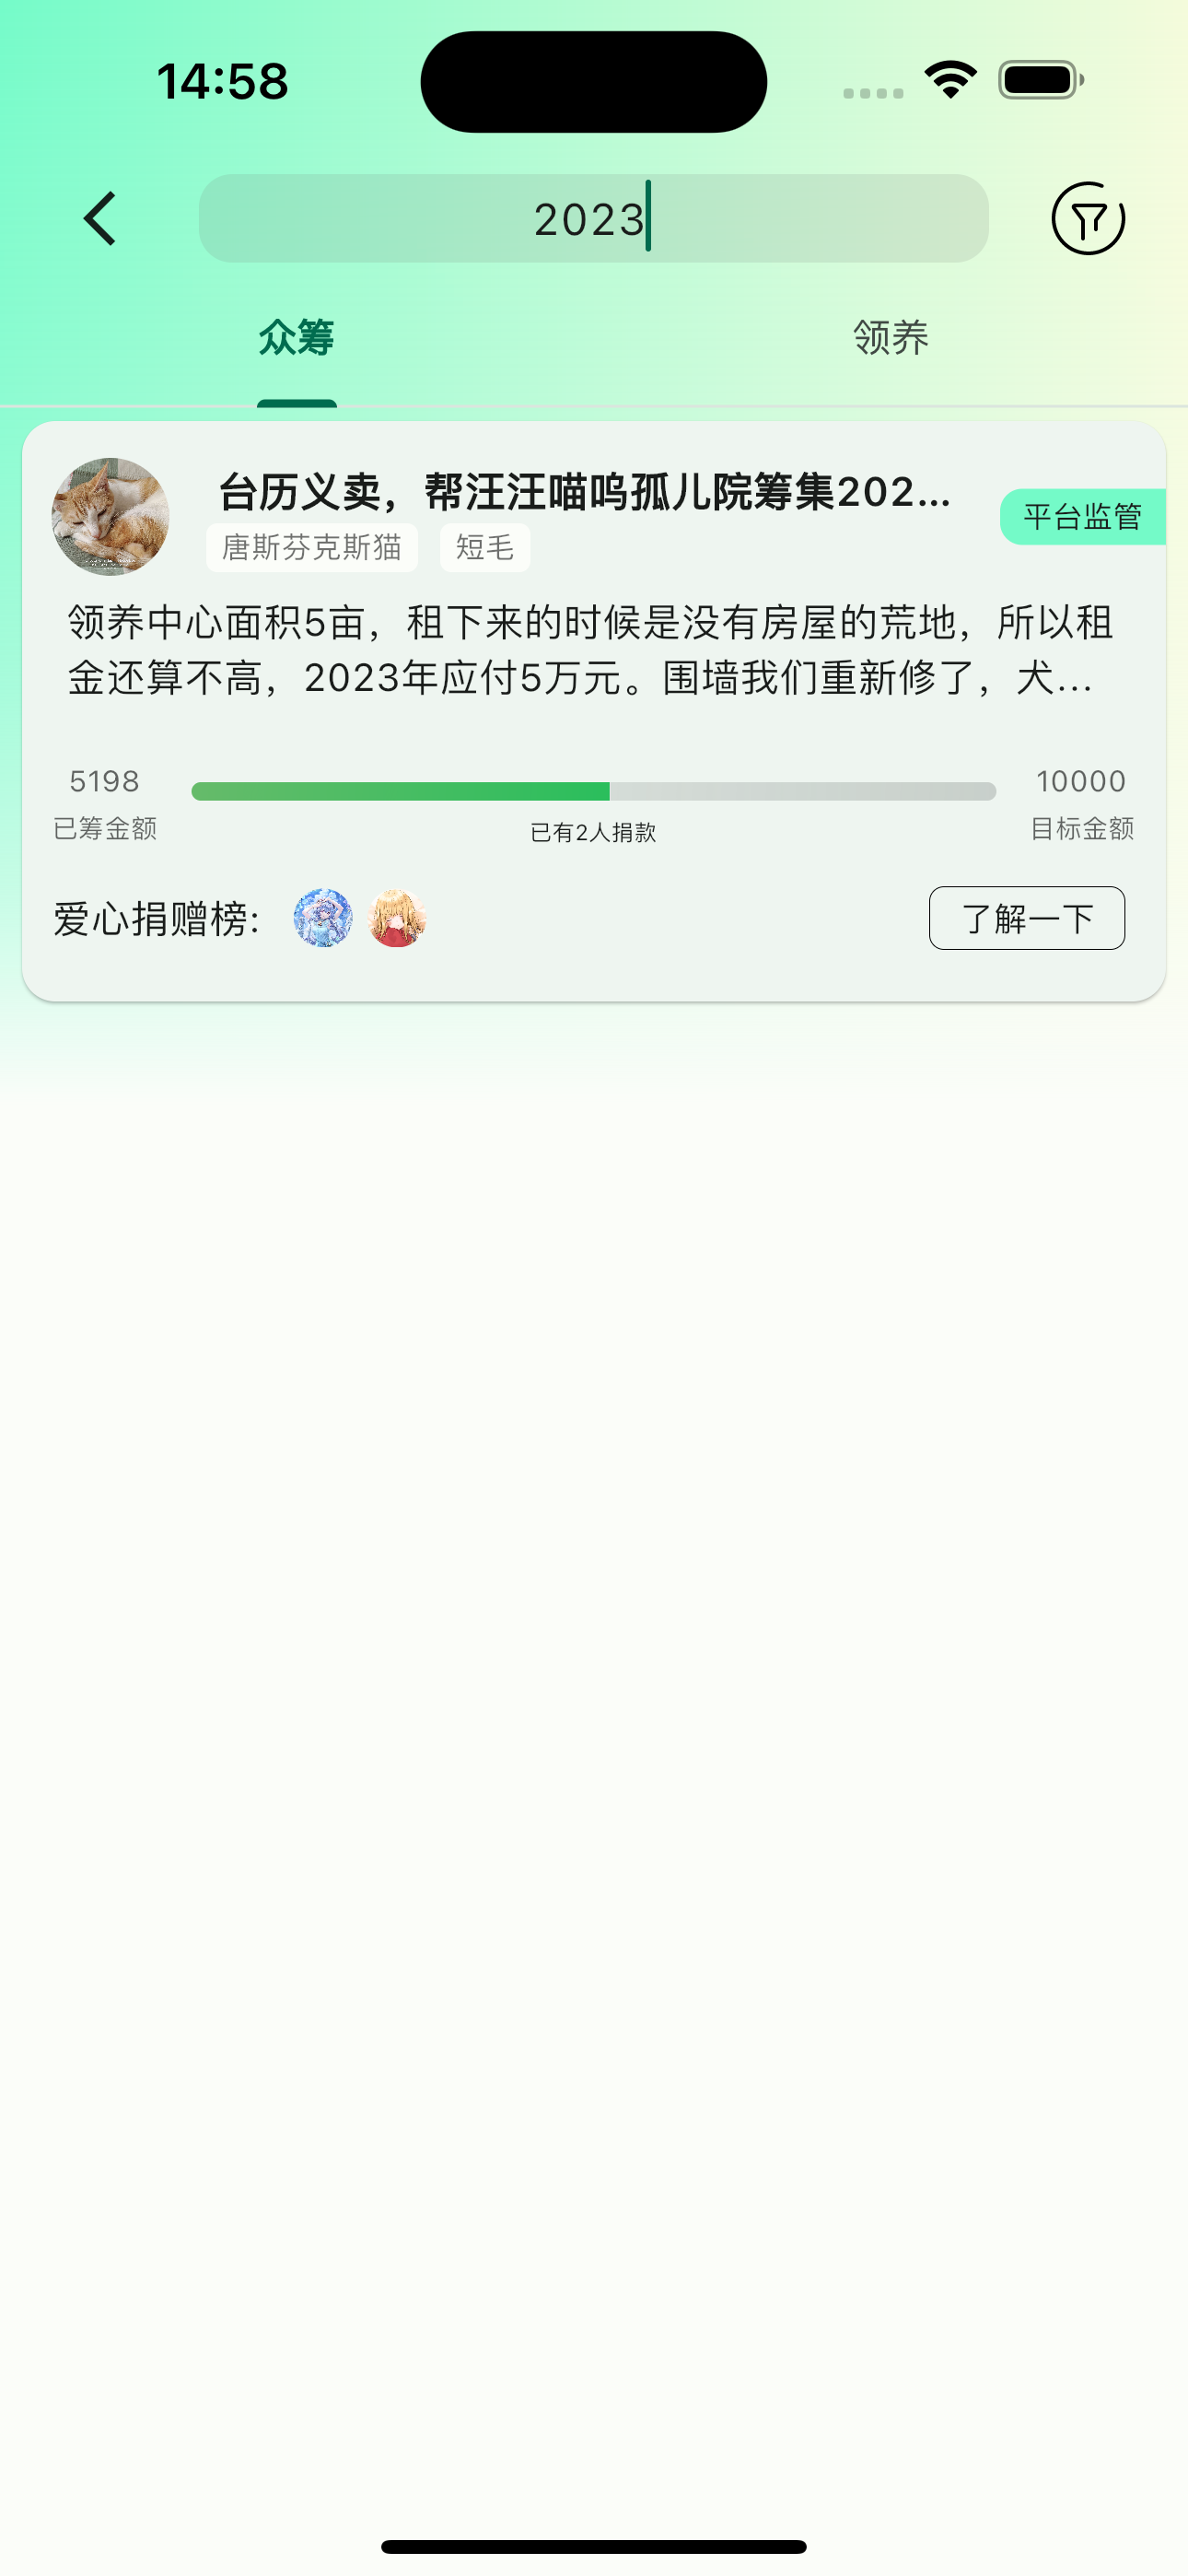 14:58
2023
众筹
领养
台历义卖，帮汪汪喵呜孤儿院筹集202...
平台监管
唐斯芬克斯猫
短毛
领养中心面积5亩，租下来的时候是没有房屋的荒地，所以租
金还算不高，2023年应付5万元。围墙我们重新修了，犬...
5198
10000
已筹金额
已有2人捐款
目标金额
爱心捐赠榜:
了解一下